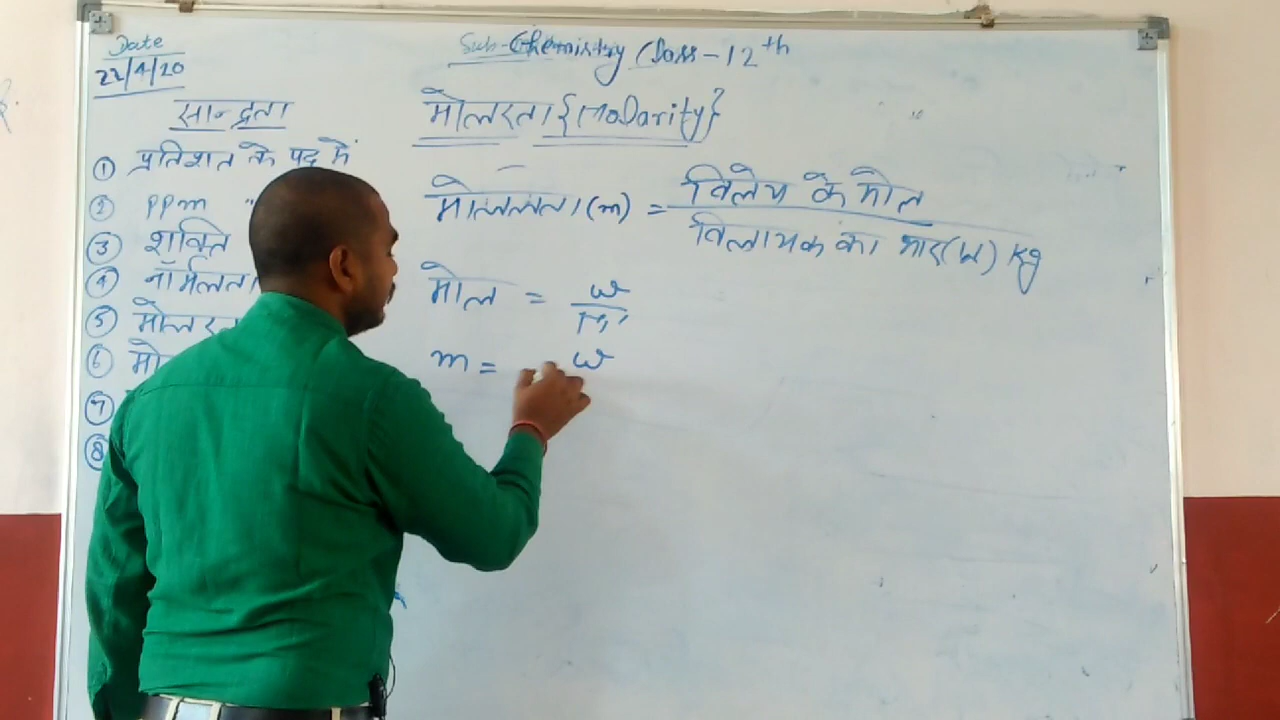 Date
22/4/20
Sub-Chemistry Class-12th
सान्द्रता
① प्रतिशत के पद में
② PPm "
③ शक्ति
④ नॉर्मलता
⑤ मोलर
⑥ मो
⑦
⑧
मोलरता {Molarity}
मोललता (m) = विलेय के मोल
विलायक का भार (W) Kg
मोल = w
M'
m = w